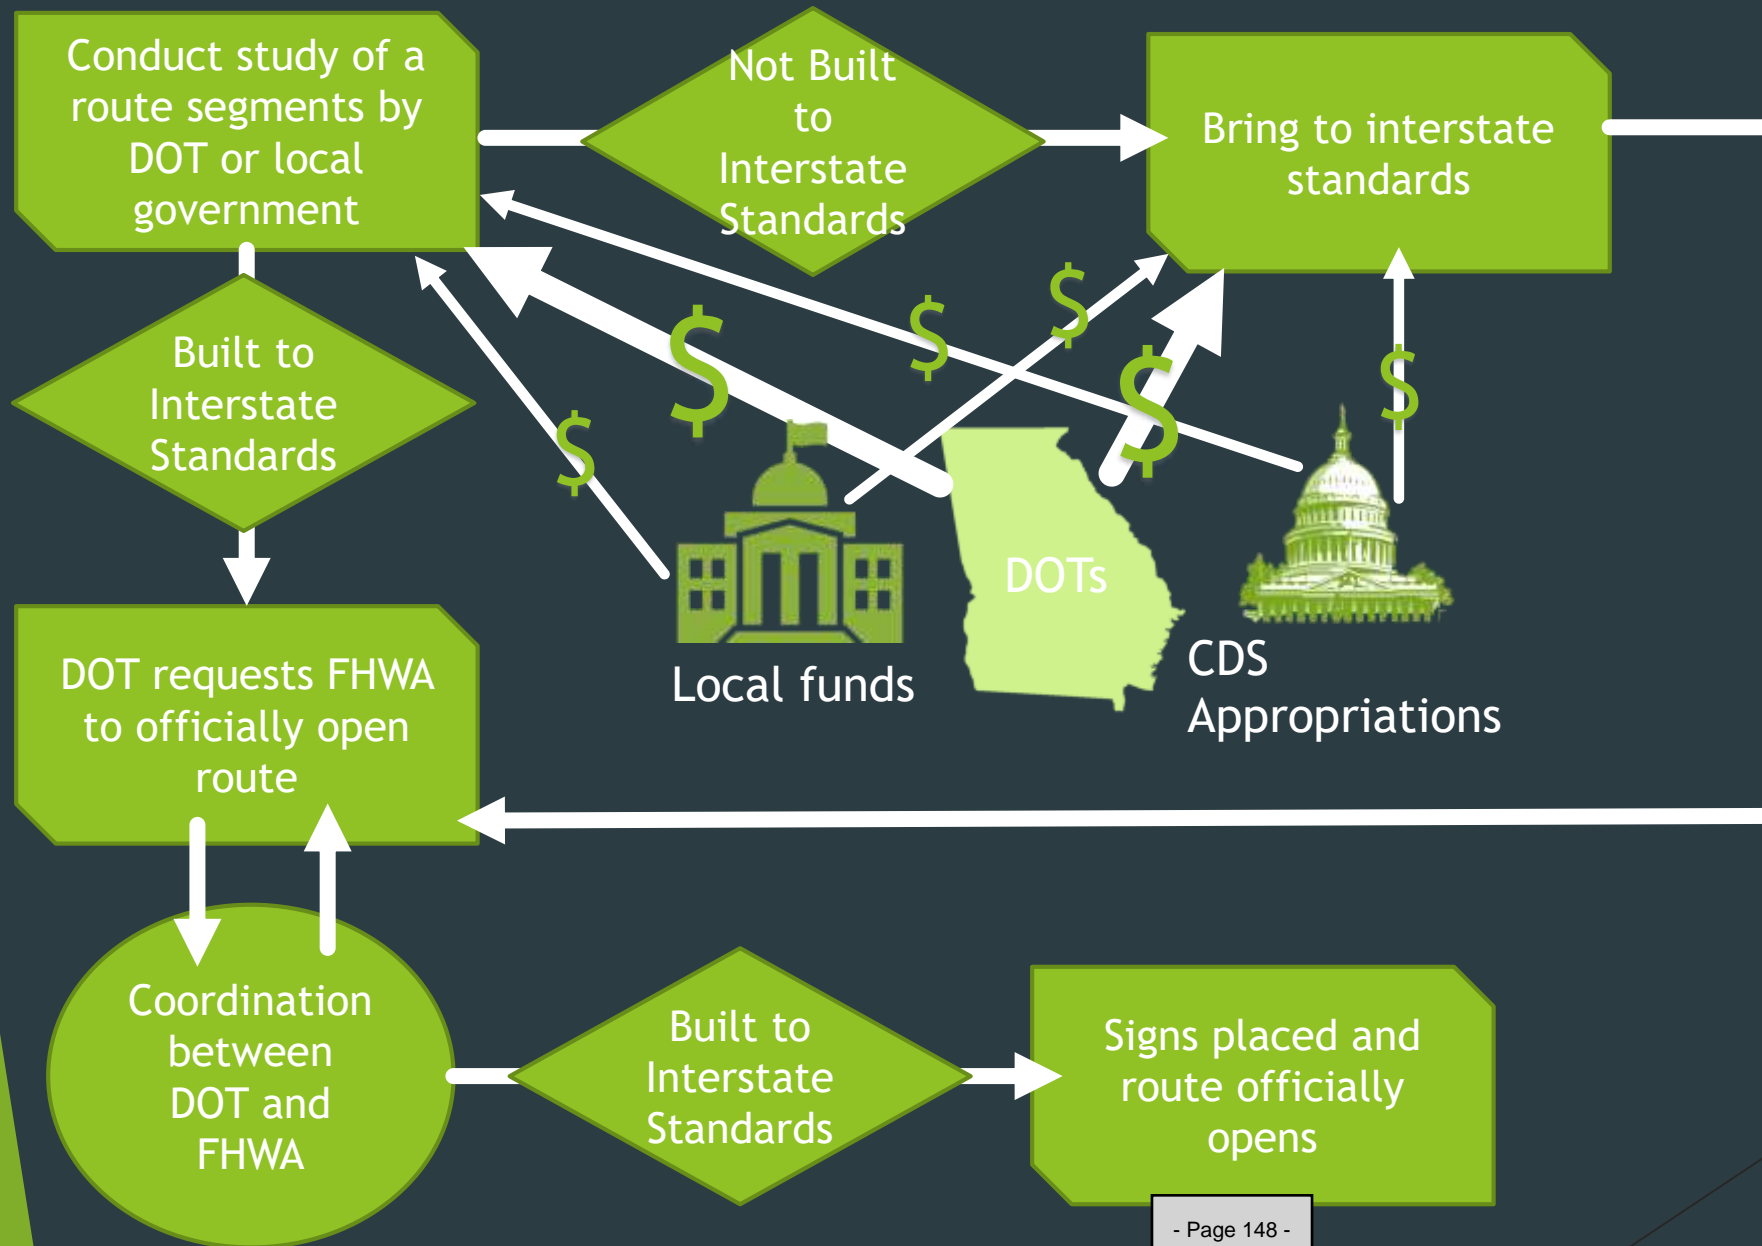 Conduct study of a
route segments by
DOT or local
government
Not Built
to
Interstate
Standards
Bring to interstate
standards
Built to
Interstate
Standards
$
$
$
$
$
$
DOTs
Local funds
CDS
Appropriations
DOT requests FHWA
to officially open
route
Coordination
between
DOT and
FHWA
Built to
Interstate
Standards
Signs placed and
route officially
opens
- Page 148 -